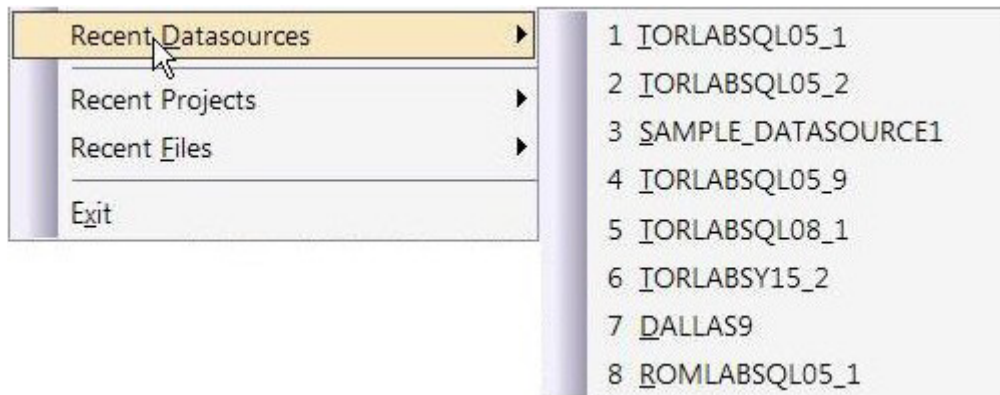 Recent Datasources
Recent Projects
Recent Files
Exit
1 TORLABSQL05_1
2 TORLABSQL05_2
3 SAMPLE_DATASOURCE1
4 TORLABSQL05_9
5 TORLABSQL08_1
6 TORLABSY15_2
7 DALLAS9
8 ROMLABSQL05_1